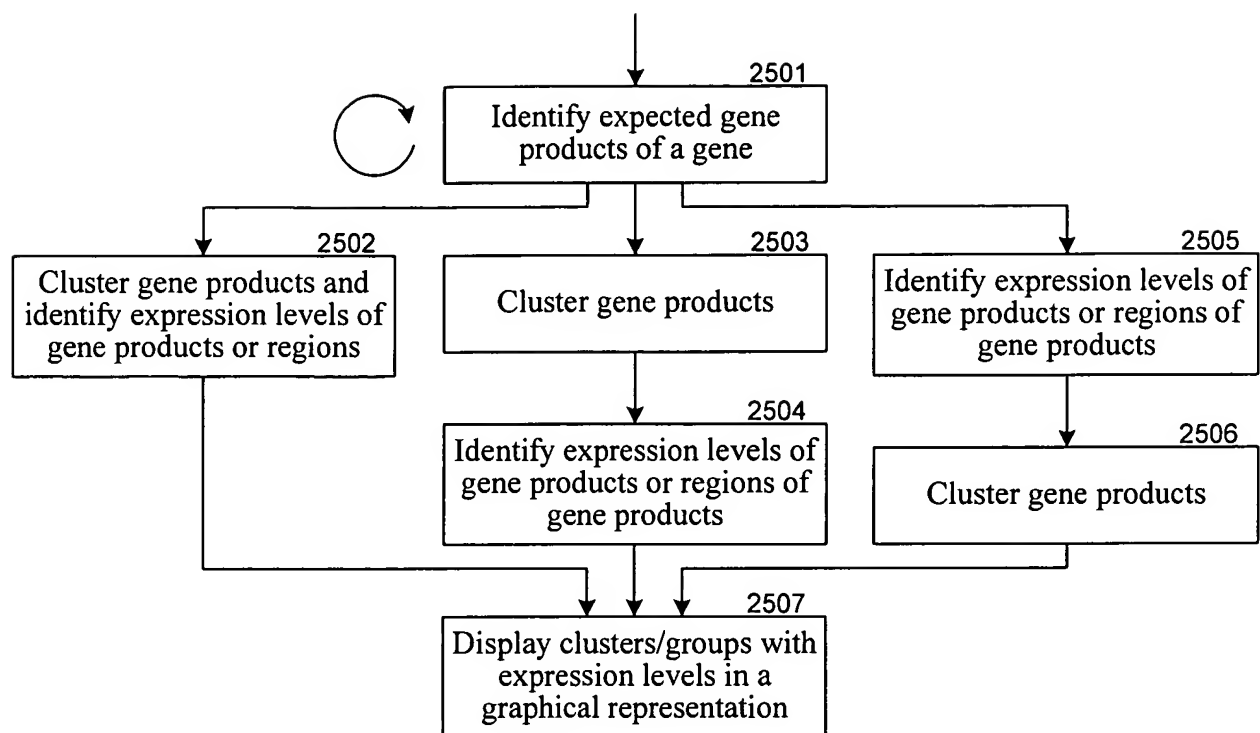 2501
Identify expected gene
products of a gene
2502
Cluster gene products and
identify expression levels of
gene products or regions
2503
Cluster gene products
2505
Identify expression levels of
gene products or regions of
gene products
2504
Identify expression levels of
gene products or regions of
gene products
2506
Cluster gene products
2507
Display clusters/groups with
expression levels in a
graphical representation